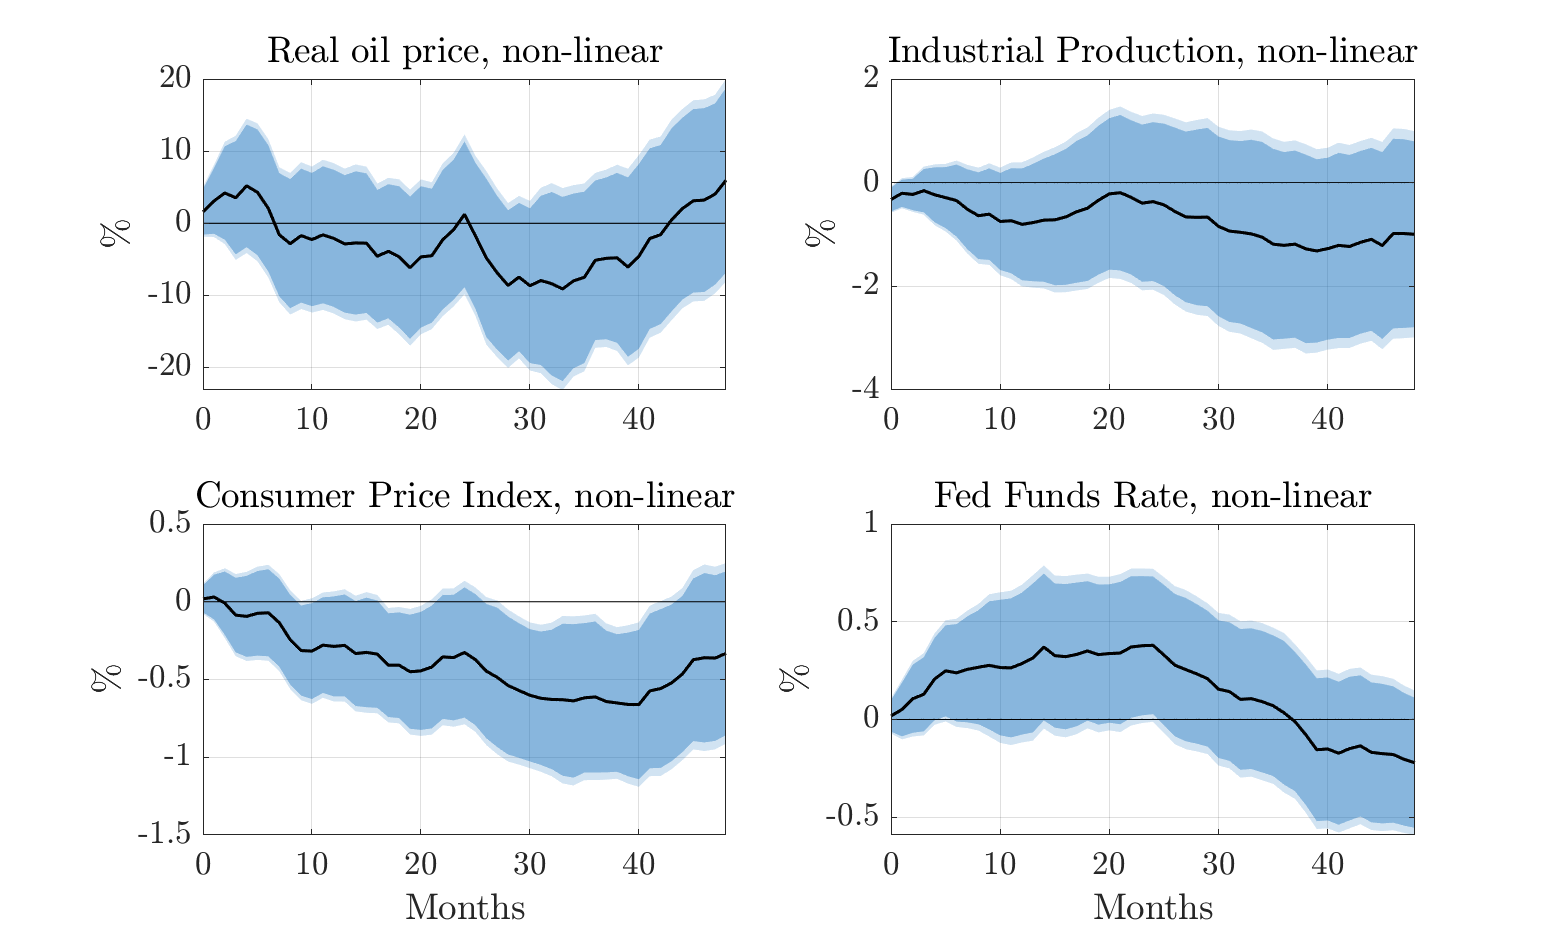 Real oil price, non-linear
20
10
0
-10
-20
%
0 10 20 30 40
Industrial Production, non-linear
2
0
-2
-4
%
0 10 20 30 40
Consumer Price Index, non-linear
0.5
0
-0.5
-1
-1.5
%
0 10 20 30 40
Months
Fed Funds Rate, non-linear
1
0.5
0
-0.5
%
0 10 20 30 40
Months